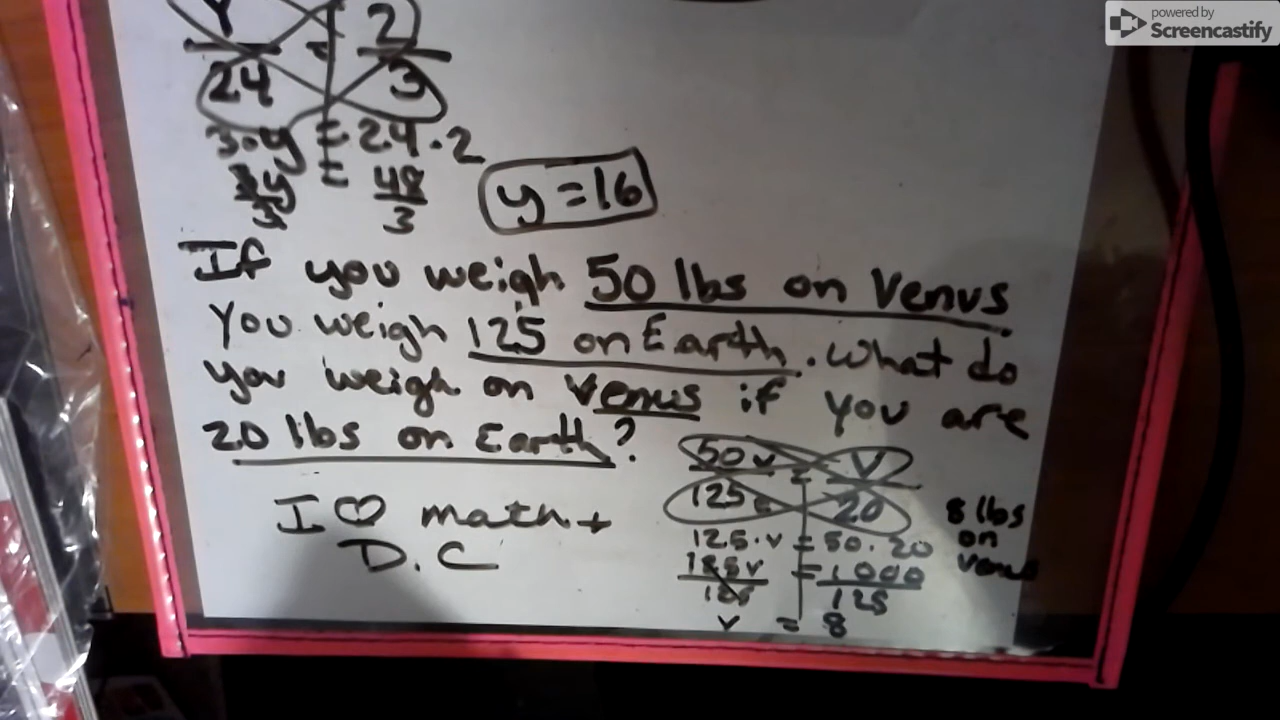 powered by
Screencastify
Y = 2
24 3
3.y = 24.2
= 48
3
y = 16
If you weigh 50 lbs on Venus
You weigh 125 on Earth. What do
you weigh on Venus if you are
20 lbs on Earth?
50v = V
125e 20
125.v = 50.20
125v = 1000
125 125
v = 8
8 lbs
on
Venus
I ♡ math +
D.C